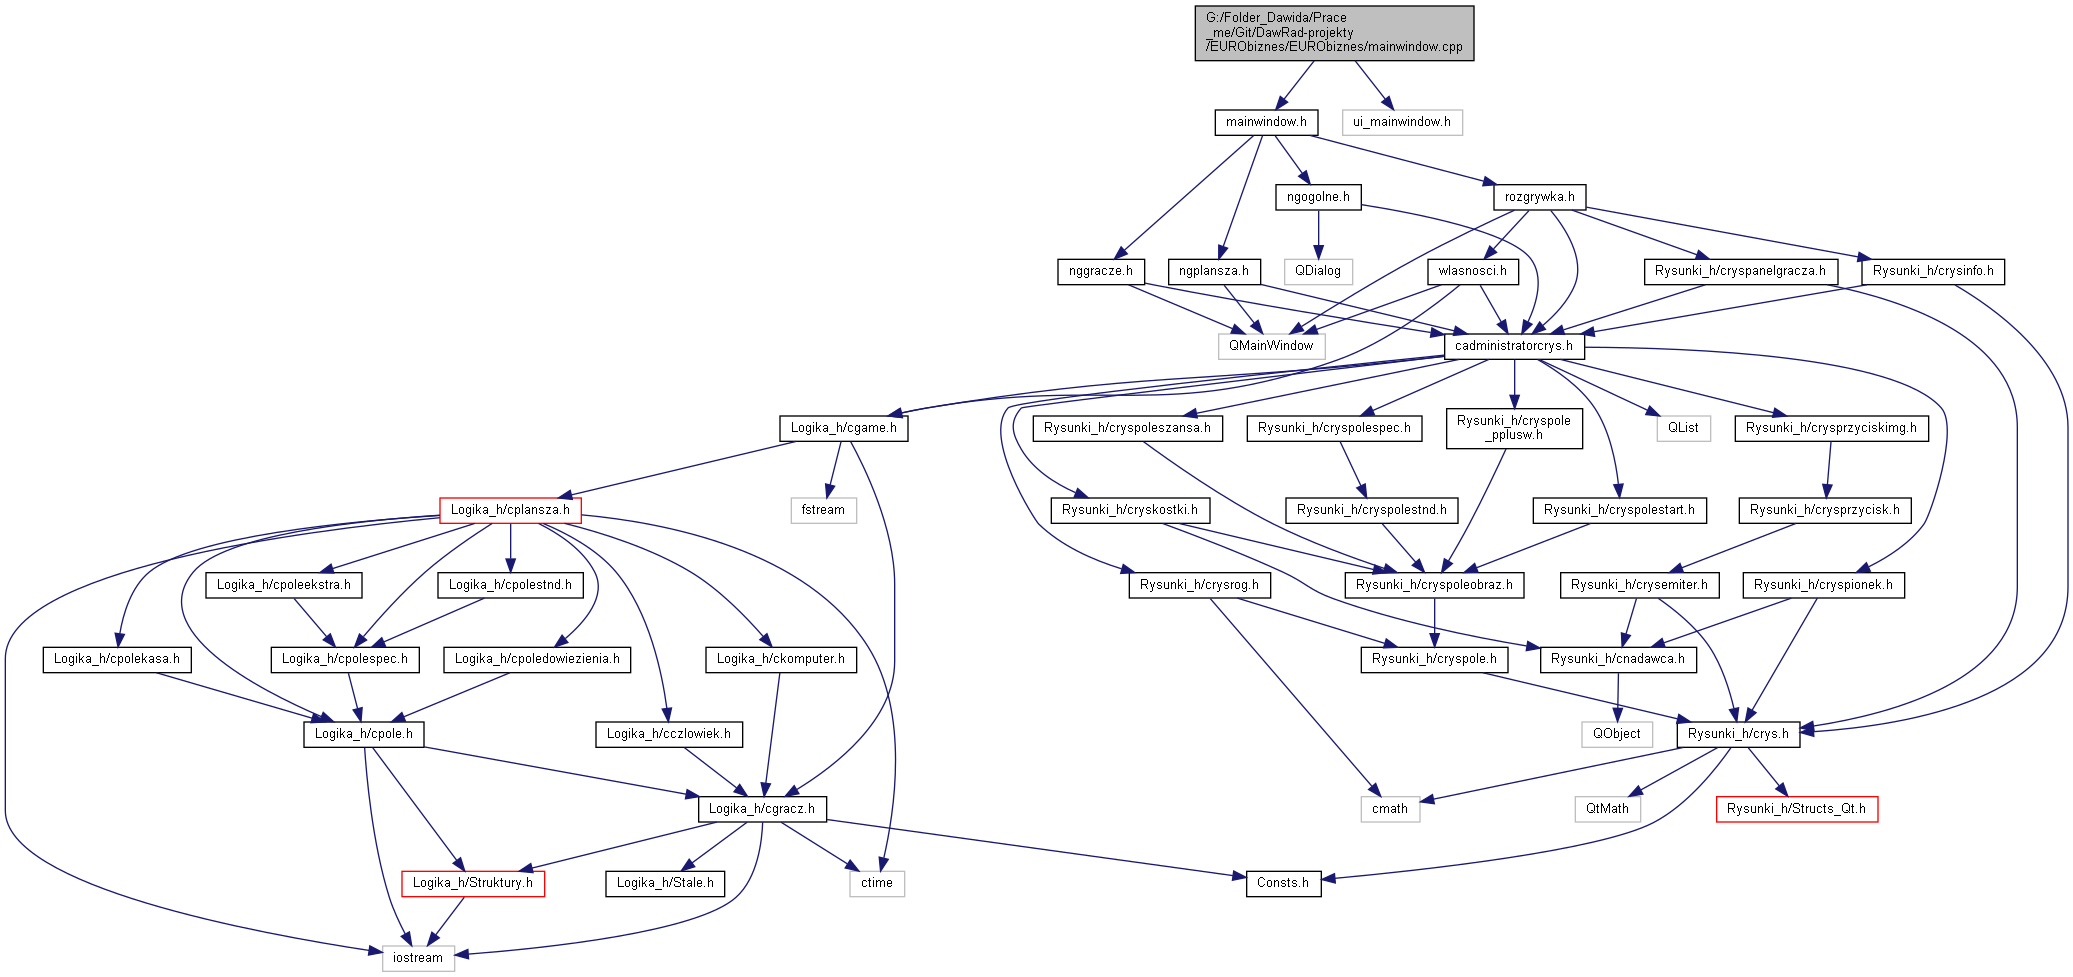 G:/Folder_Dawida/Prace
_me/Git/DawRad-projekty
/EURObiznes/EURObiznes/mainwindow.cpp
mainwindow.h
ui_mainwindow.h
ngogolne.h
rozgrywka.h
nggracze.h
ngplansza.h
QDialog
wlasnosci.h
Rysunki_h/cryspanelgracza.h
Rysunki_h/crysinfo.h
QMainWindow
cadministratorcrys.h
Logika_h/cgame.h
Rysunki_h/cryspoleszansa.h
Rysunki_h/cryspolespec.h
Rysunki_h/cryspole
_pplusw.h
QList
Rysunki_h/crysprzyciskimg.h
Logika_h/cplansza.h
fstream
Rysunki_h/cryskostki.h
Rysunki_h/cryspolestnd.h
Rysunki_h/cryspolestart.h
Rysunki_h/crysprzycisk.h
Logika_h/cpoleekstra.h
Logika_h/cpolestnd.h
Rysunki_h/crysrog.h
Rysunki_h/cryspoleobraz.h
Rysunki_h/crysemiter.h
Rysunki_h/cryspionek.h
Logika_h/cpolekasa.h
Logika_h/cpolespec.h
Logika_h/cpoledowiezienia.h
Logika_h/ckomputer.h
Rysunki_h/cryspole.h
Rysunki_h/cnadawca.h
Logika_h/cpole.h
Logika_h/cczlowiek.h
QObject
Rysunki_h/crys.h
Logika_h/cgracz.h
cmath
QtMath
Rysunki_h/Structs_Qt.h
Logika_h/Struktury.h
Logika_h/Stale.h
ctime
Consts.h
iostream